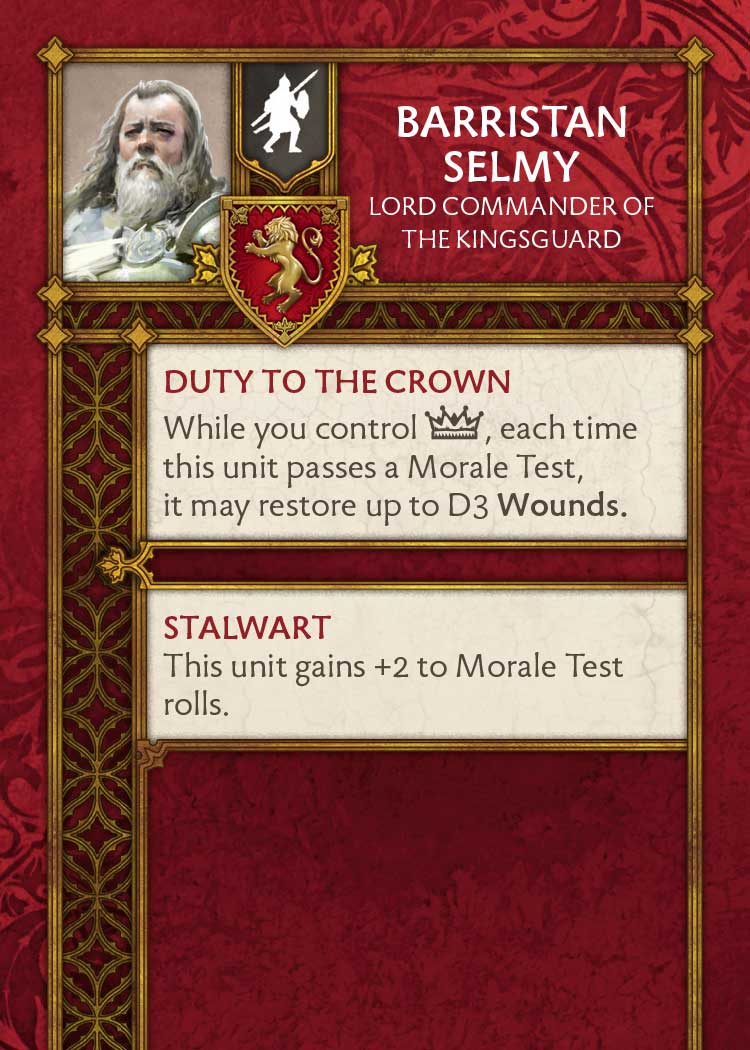 BARRISTAN
SELMY
LORD COMMANDER OF
THE KINGSGUARD
DUTY TO THE CROWN
While you control , each time
this unit passes a Morale Test,
it may restore up to D3 Wounds.
STALWART
This unit gains +2 to Morale Test
rolls.